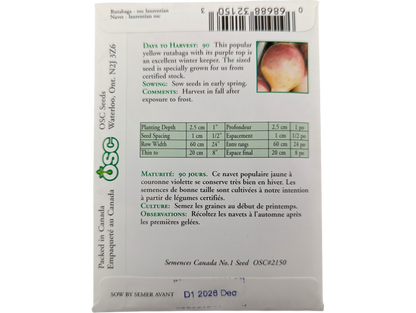 Rutabaga - osc laurentian
Navet - laurentian osc
3 32150 68688 0
DAYS TO HARVEST: 90 This popular
yellow rutabaga with its purple top is
an excellent winter keeper. The sized
seed is specially grown for us from
certified stock.
SOWING: Sow seeds in early spring.
COMMENTS: Harvest in fall after
exposure to frost.
Planting Depth 2.5 cm 1" Profondeur 2.5 cm 1 po
Seed Spacing 1 cm 1/2" Espacement 1 cm 1/2 po
Row Width 60 cm 24" Entre rangs 60 cm 24 po
Thin to 20 cm 8" Espace final 20 cm 8 po
MATURITÉ: 90 JOURS. Ce navet populaire jaune à
couronne violette se conserve très bien en hiver. Les
semences de bonne taille sont cultivées à notre intention
à partir de légumes certifiés.
CULTURE: Semez les graines au début de printemps.
OBSERVATIONS: Récoltez les navets à l'automne après
les premières gelées.
Semences Canada No.1 Seed OSC#2150
OSC
OSC Seeds
Waterloo, Ont. N2J 3Z6
Packed in Canada
Empaqueté au Canada
SOW BY SEMER AVANT D1 2026 Dec